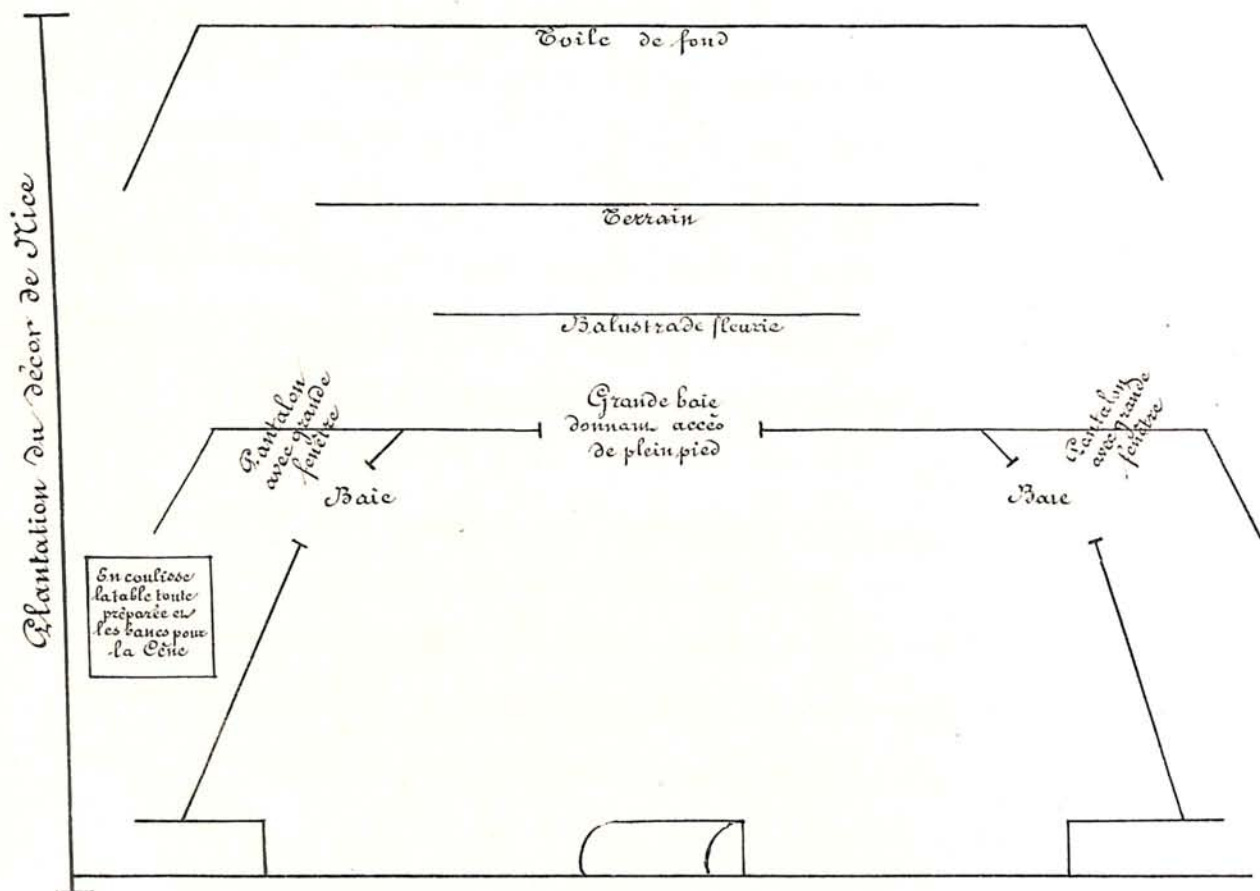 Plantation du décor de Nice
Toile de fond
Terrain
Balustrade fleurie
Pantalon
avec grande
fenêtre
Grande baie
donnant accès
de plein pied
Pantalon
avec grande
fenêtre
Baie
Baie
En coulisse
la table toute
préparée et
les bancs pour
la Cène